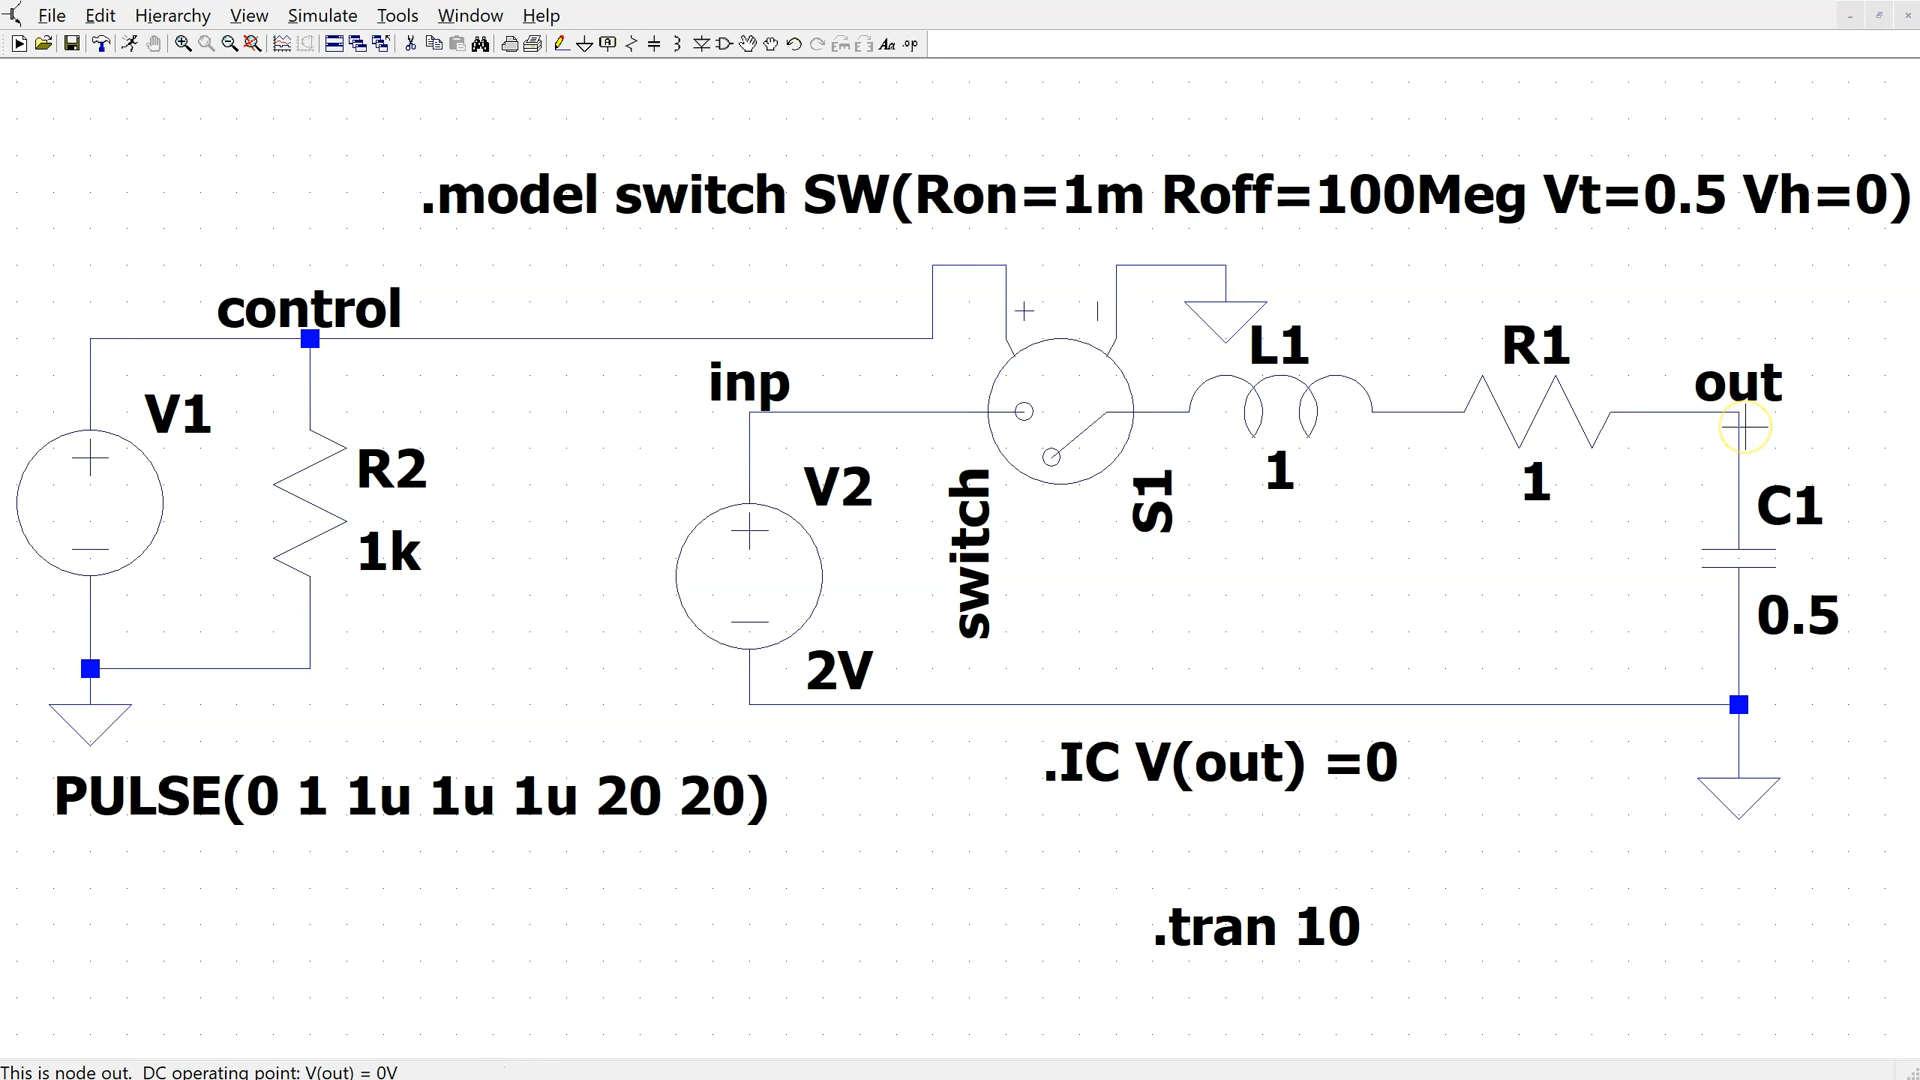 File Edit Hierarchy View Simulate Tools Window Help
.model switch SW(Ron=1m Roff=100Meg Vt=0.5 Vh=0)
control
V1
R2
1k
inp
V2
2V
switch
S1
L1
1
R1
1
out
C1
0.5
PULSE(0 1 1u 1u 1u 20 20)
.IC V(out) =0
.tran 10
This is node out. DC operating point: V(out) = 0V